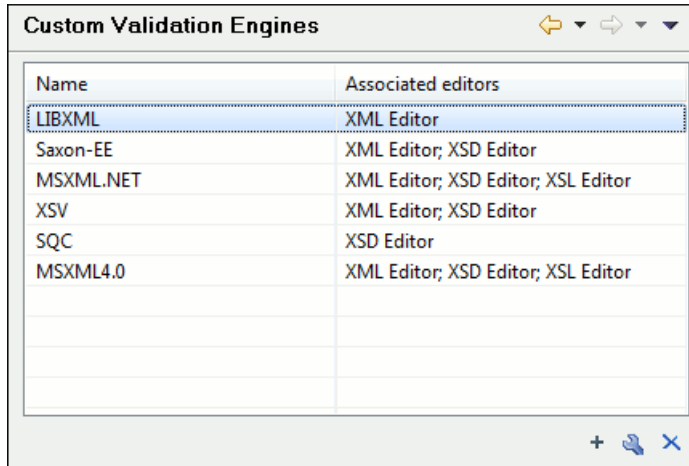 Custom Validation Engines
Name Associated editors
LIBXML XML Editor
Saxon-EE XML Editor; XSD Editor
MSXML.NET XML Editor; XSD Editor; XSL Editor
XSV XML Editor; XSD Editor
SQC XSD Editor
MSXML4.0 XML Editor; XSD Editor; XSL Editor